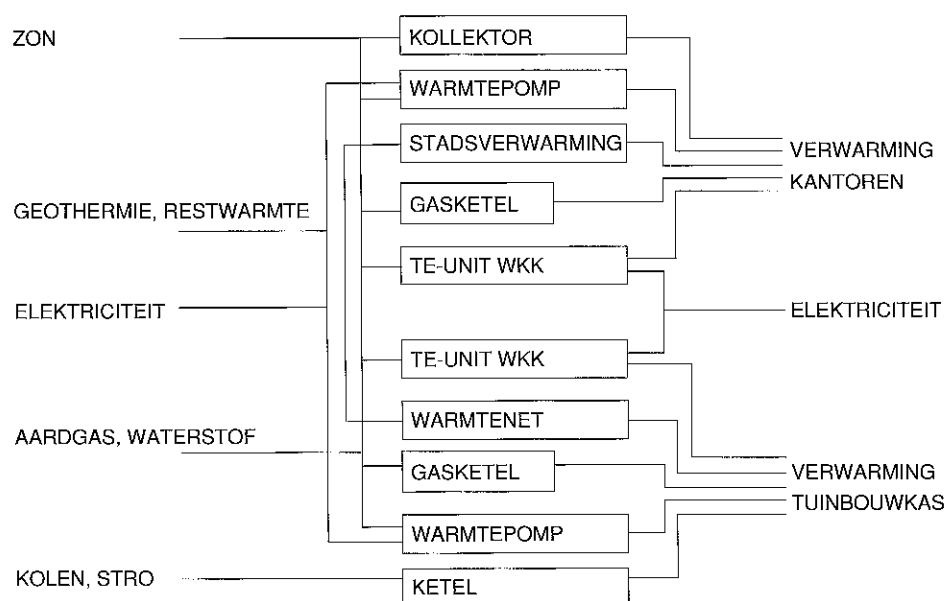 ZON
GEOTHERMIE, RESTWARMTE
ELEKTRICITEIT
AARDGAS, WATERSTOF
KOLEN, STRO
KOLLEKTOR
WARMTEPOMP
STADSVERWARMING
GASKETEL
TE-UNIT WKK
TE-UNIT WKK
WARMTENET
GASKETEL
WARMTEPOMP
KETEL
VERWARMING
KANTOREN
ELEKTRICITEIT
VERWARMING
TUINBOUWKAS